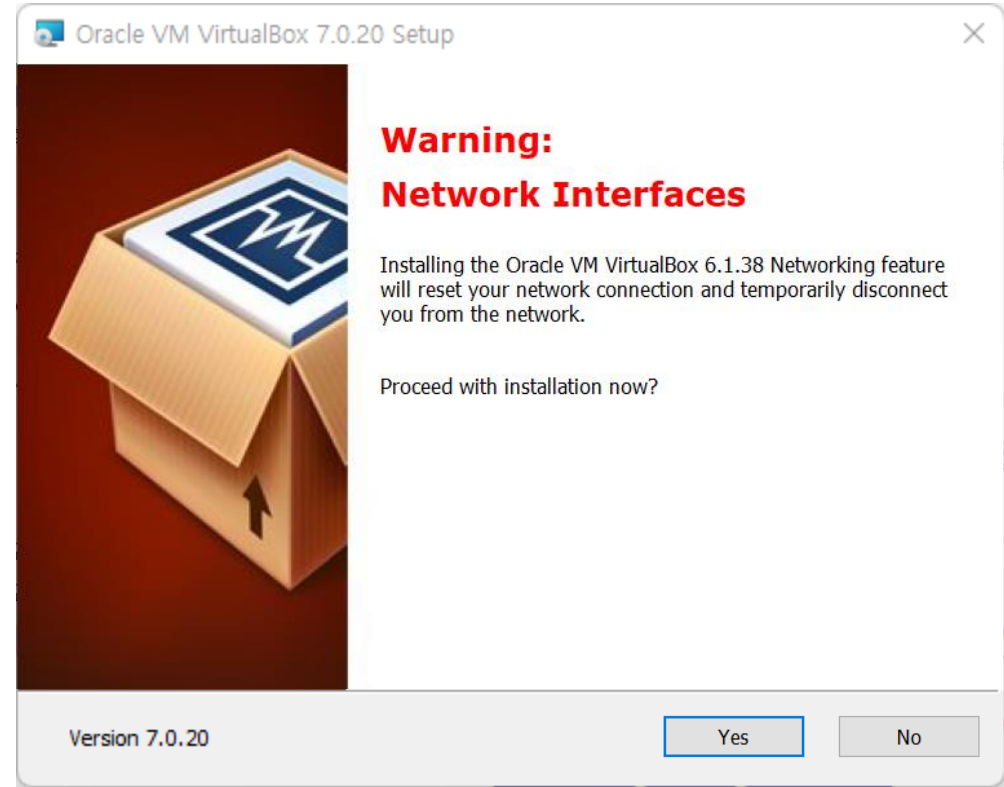 Oracle VM VirtualBox 7.0.20 Setup
Warning:
Network Interfaces
Installing the Oracle VM VirtualBox 6.1.38 Networking feature
will reset your network connection and temporarily disconnect
you from the network.
Proceed with installation now?
Version 7.0.20
Yes
No